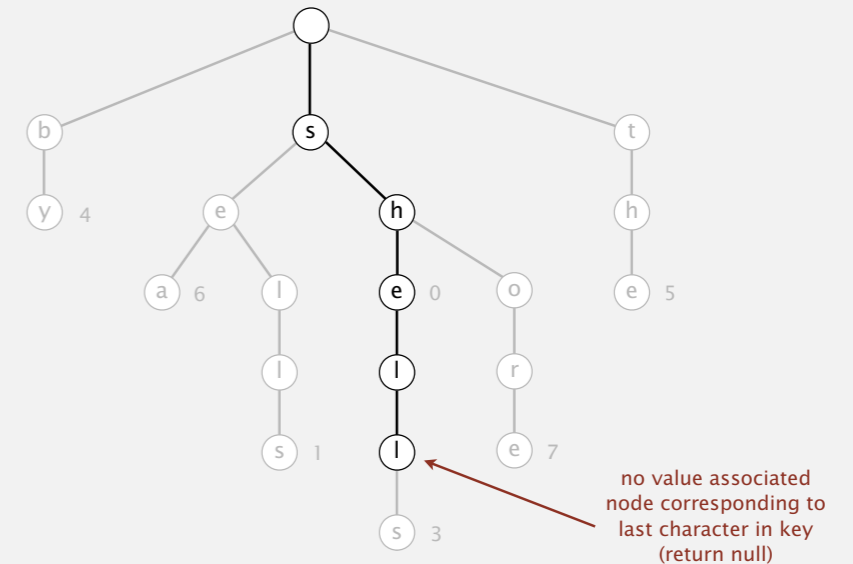 b s t
y 4 e h h
a 6 l e 0 o e 5
l l r
s 1 l e 7
s 3
no value associated
node corresponding to
last character in key
(return null)